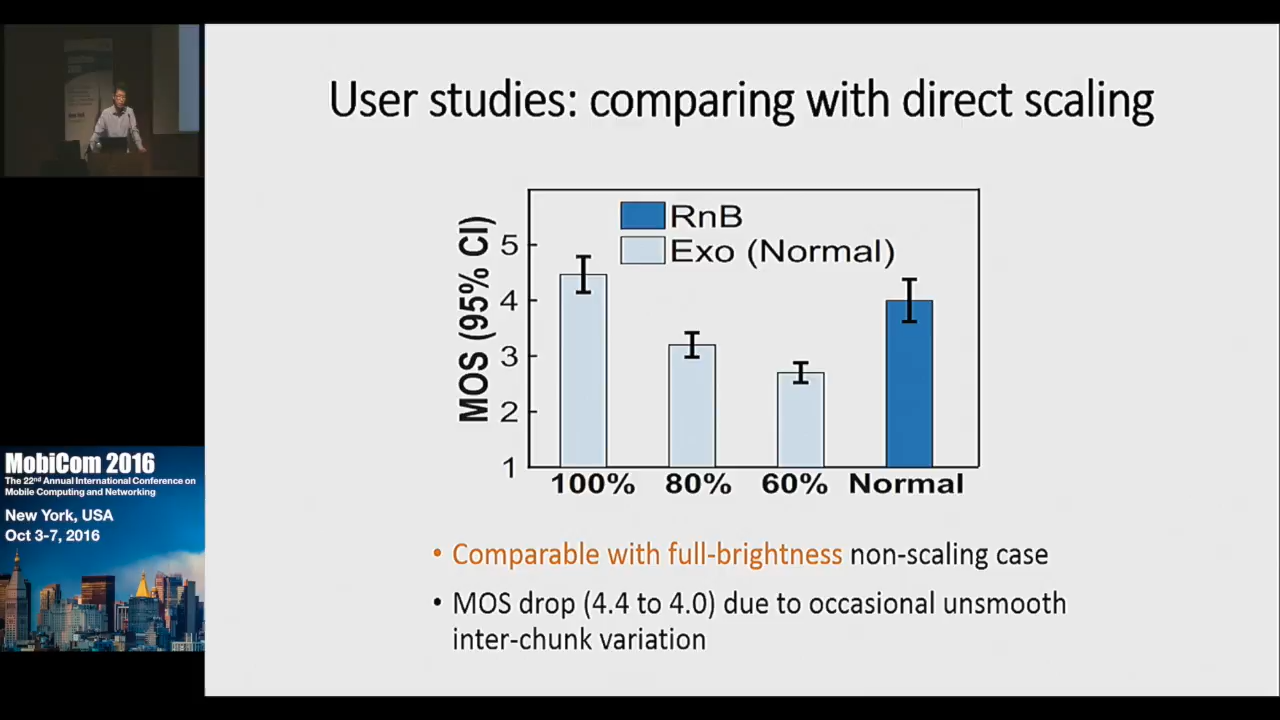 User studies: comparing with direct scaling
RnB
Exo (Normal)
MOS (95% CI)
5
4
3
2
1
100% 80% 60% Normal
• Comparable with full-brightness non-scaling case
• MOS drop (4.4 to 4.0) due to occasional unsmooth
inter-chunk variation
MobiCom 2016
The 22nd Annual International Conference on
Mobile Computing and Networking
New York, USA
Oct 3-7, 2016